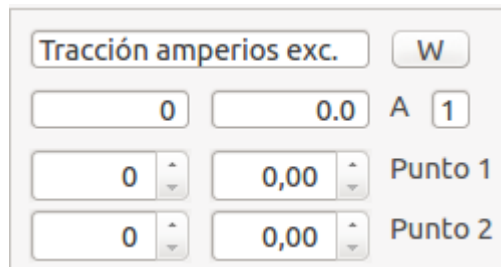 Tracción amperios exc. W
0 0.0 A 1
0 0,00 Punto 1
0 0,00 Punto 2